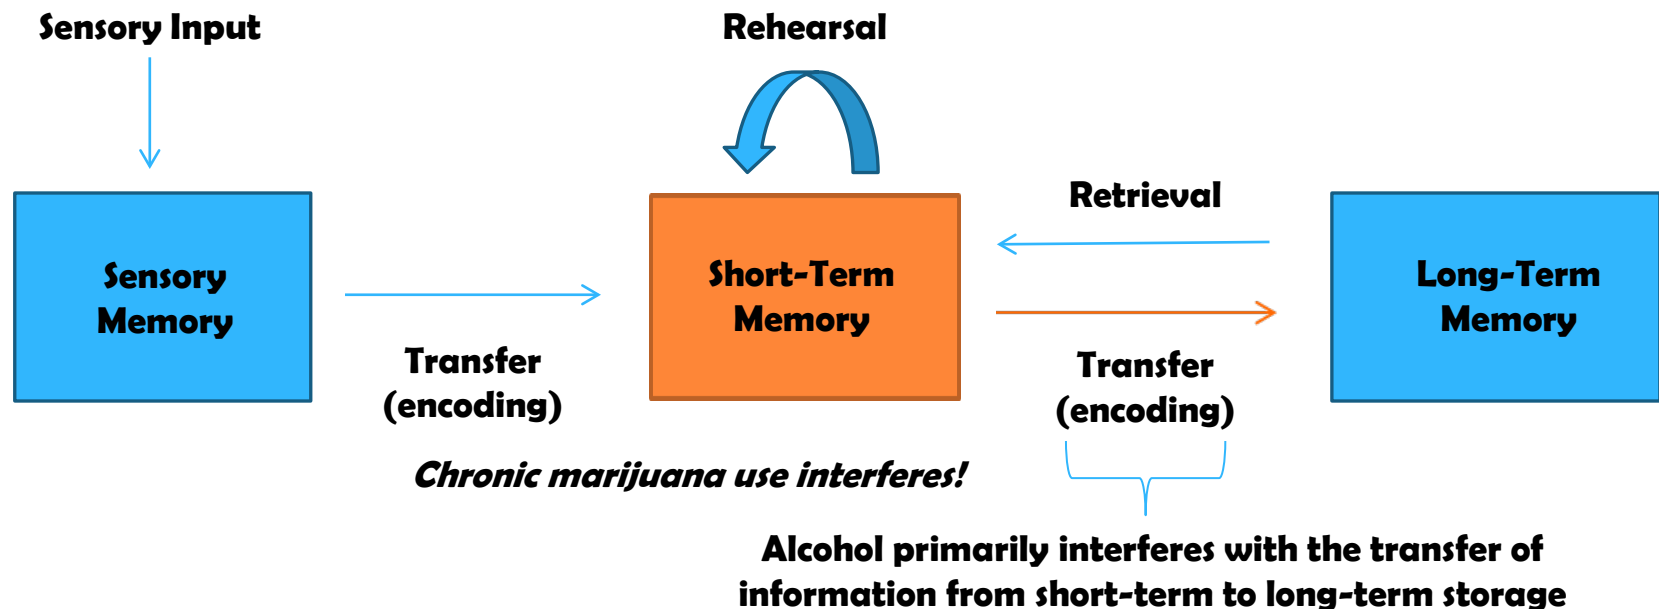 Sensory Input
Rehearsal
Retrieval
Sensory
Memory
Short-Term
Memory
Long-Term
Memory
Transfer
(encoding)
Transfer
(encoding)
Chronic marijuana use interferes!
Alcohol primarily interferes with the transfer of
information from short-term to long-term storage